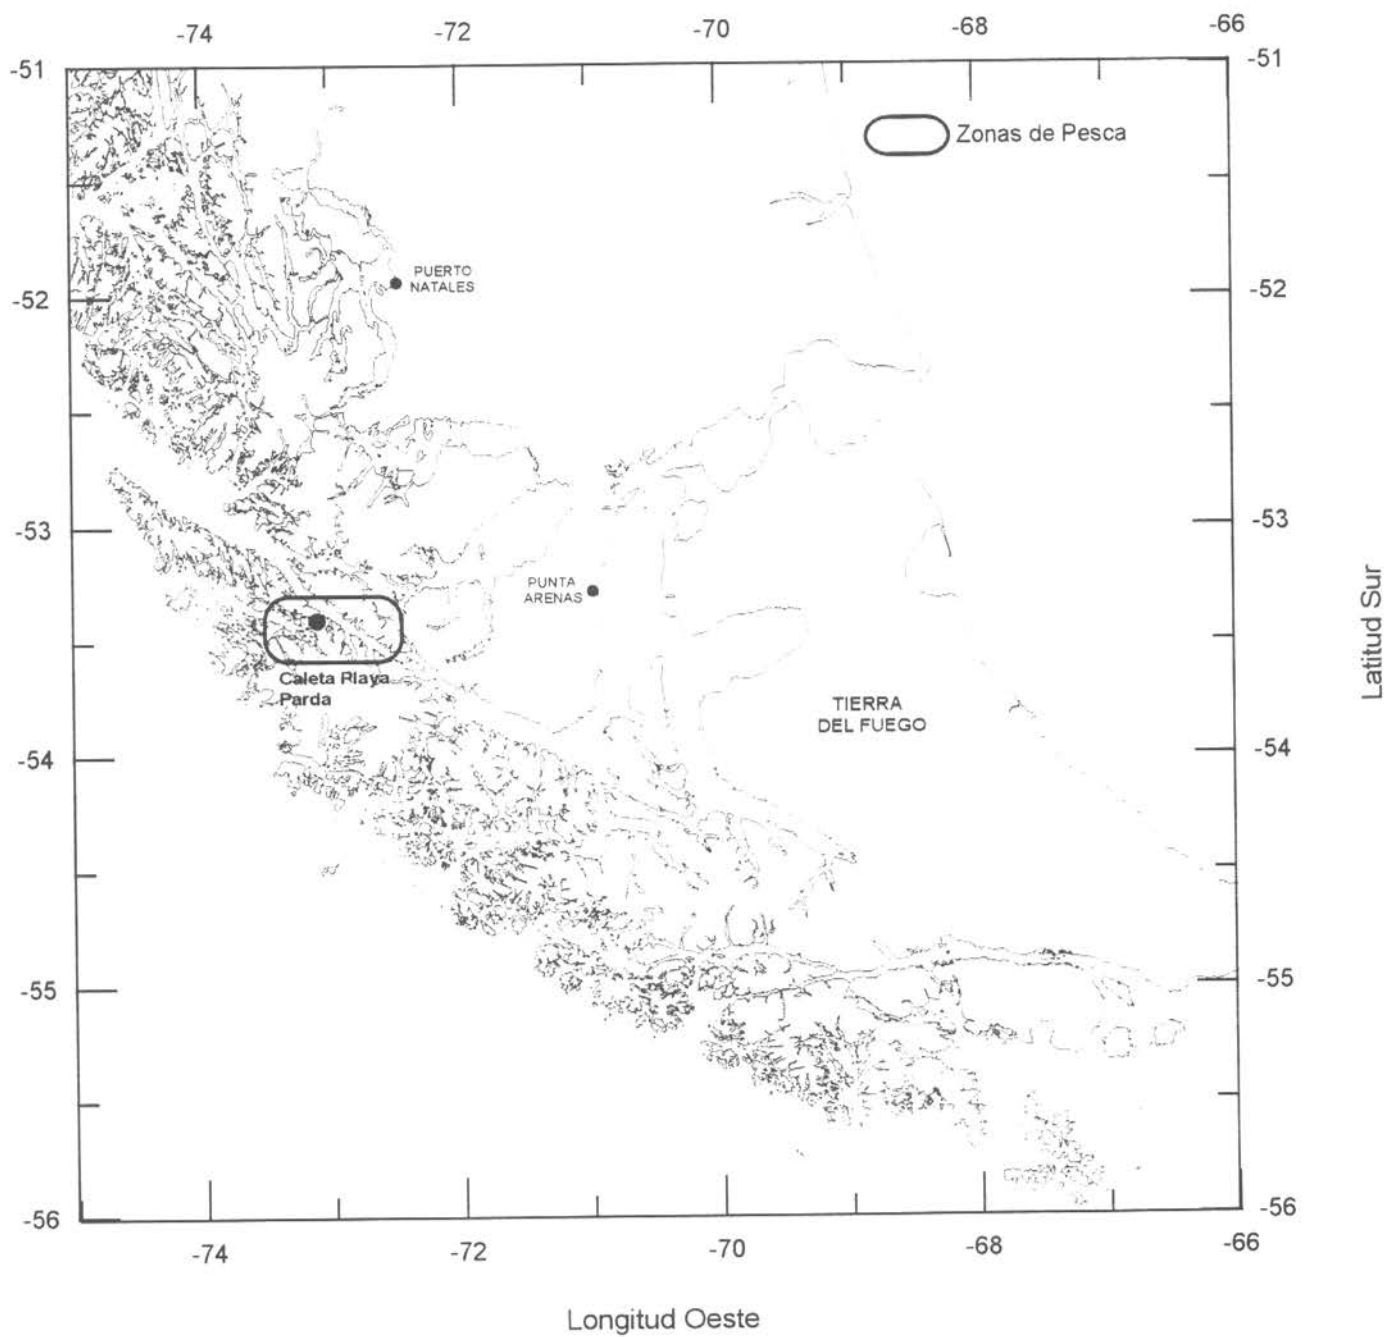 -74 -72 -70 -68 -66
-51 -51
Zonas de Pesca
PUERTO
NATALES
-52 -52
-53 -53
PUNTA
ARENAS
Latitud Sur
Caleta Playa
Parda
TIERRA
DEL FUEGO
-54 -54
-55 -55
-56 -56
-74 -72 -70 -68 -66
Longitud Oeste